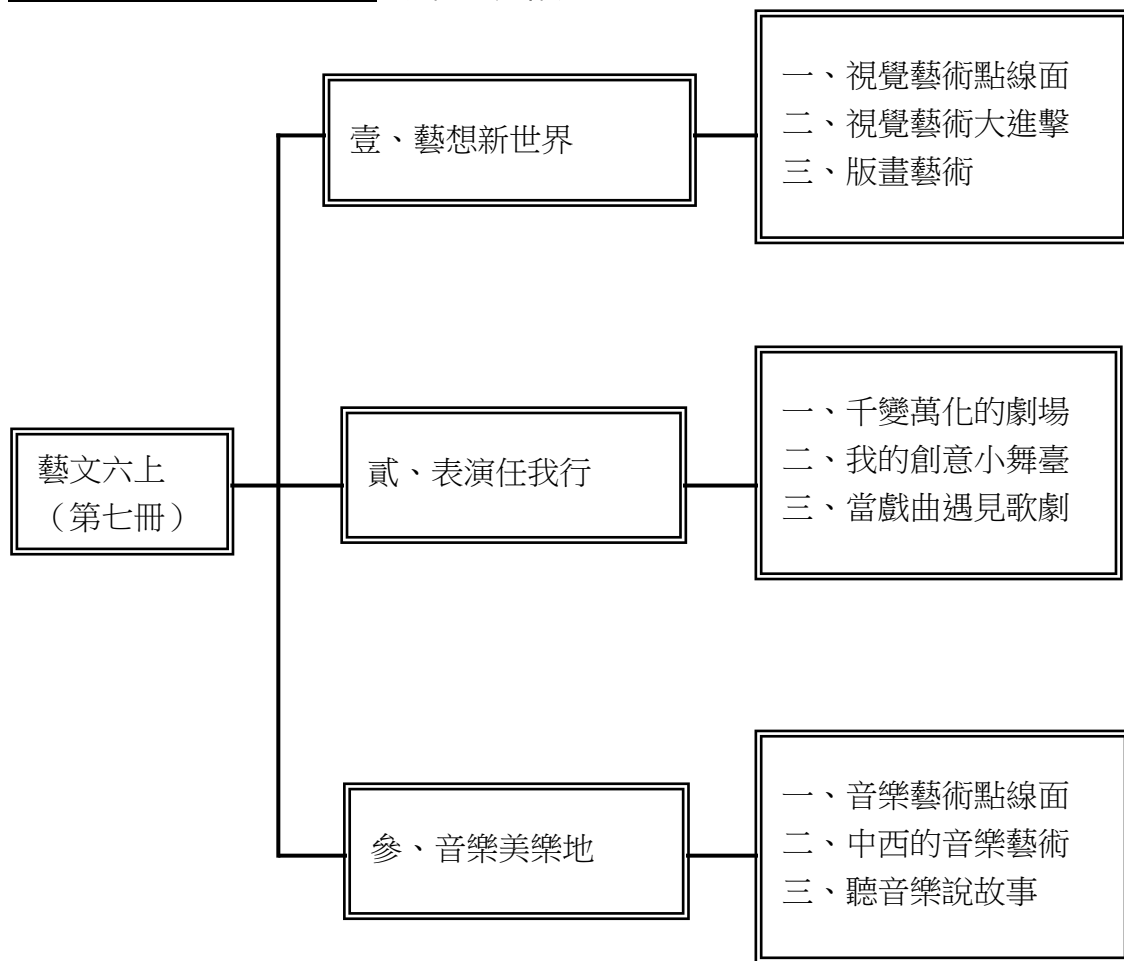 藝文六上
（第七冊）
壹、藝想新世界
一、視覺藝術點線面
二、視覺藝術大進擊
三、版畫藝術
貳、表演任我行
一、千變萬化的劇場
二、我的創意小舞臺
三、當戲曲遇見歌劇
參、音樂美樂地
一、音樂藝術點線面
二、中西的音樂藝術
三、聽音樂說故事